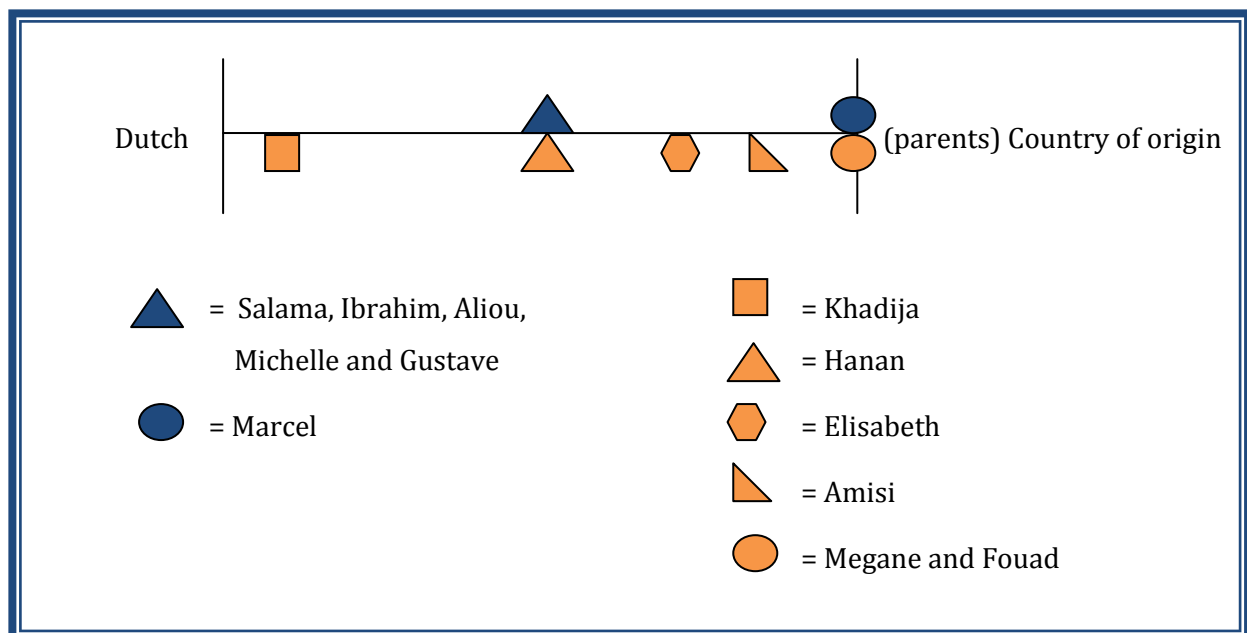 Dutch
(parents) Country of origin
= Salama, Ibrahim, Aliou,
Michelle and Gustave
= Marcel
= Khadija
= Hanan
= Elisabeth
= Amisi
= Megane and Fouad